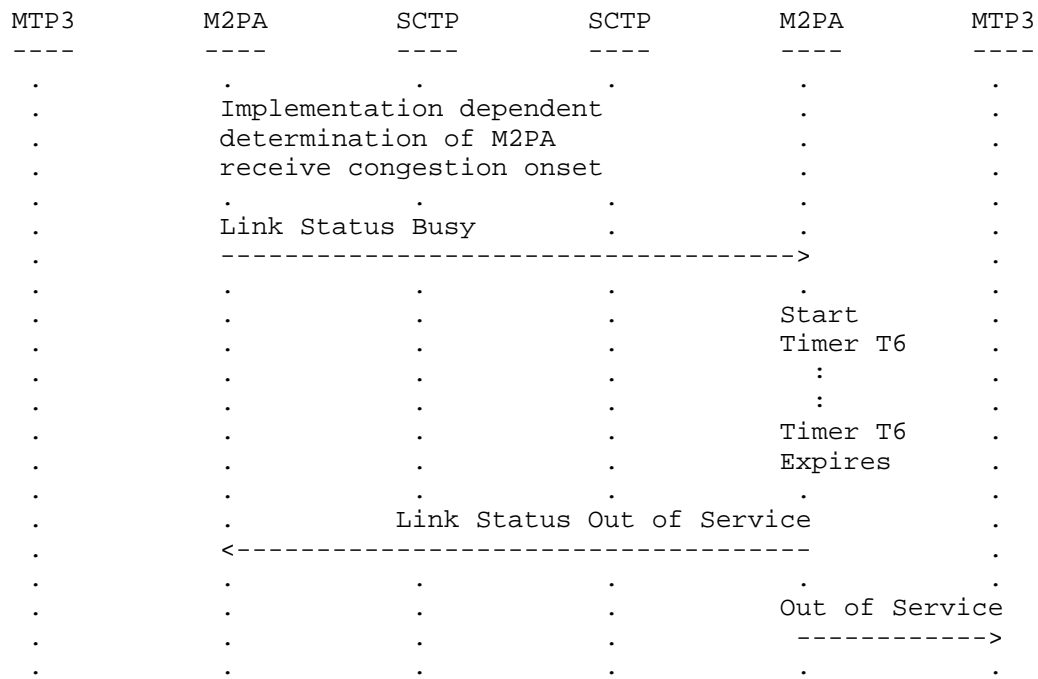 MTP3        M2PA        SCTP        SCTP        M2PA        MTP3
----        ----        ----        ----        ----        ----
 .           .           .           .           .           .
 .           Implementation dependent            .           .
 .           determination of M2PA               .           .
 .           receive congestion onset            .           .
 .           .           .           .           .           .
 .           Link Status Busy        .           .           .
 .           ------------------------------------>           .
 .           .           .           .           .           .
 .           .           .           .          Start        .
 .           .           .           .          Timer T6     .
 .           .           .           .            :          .
 .           .           .           .            :          .
 .           .           .           .          Timer T6     .
 .           .           .           .          Expires      .
 .           .           .           .           .           .
 .           .          Link Status Out of Service           .
 .           <------------------------------------           .
 .           .           .           .           .           .
 .           .           .           .          Out of Service
 .           .           .           .           ------------>
 .           .           .           .           .           .